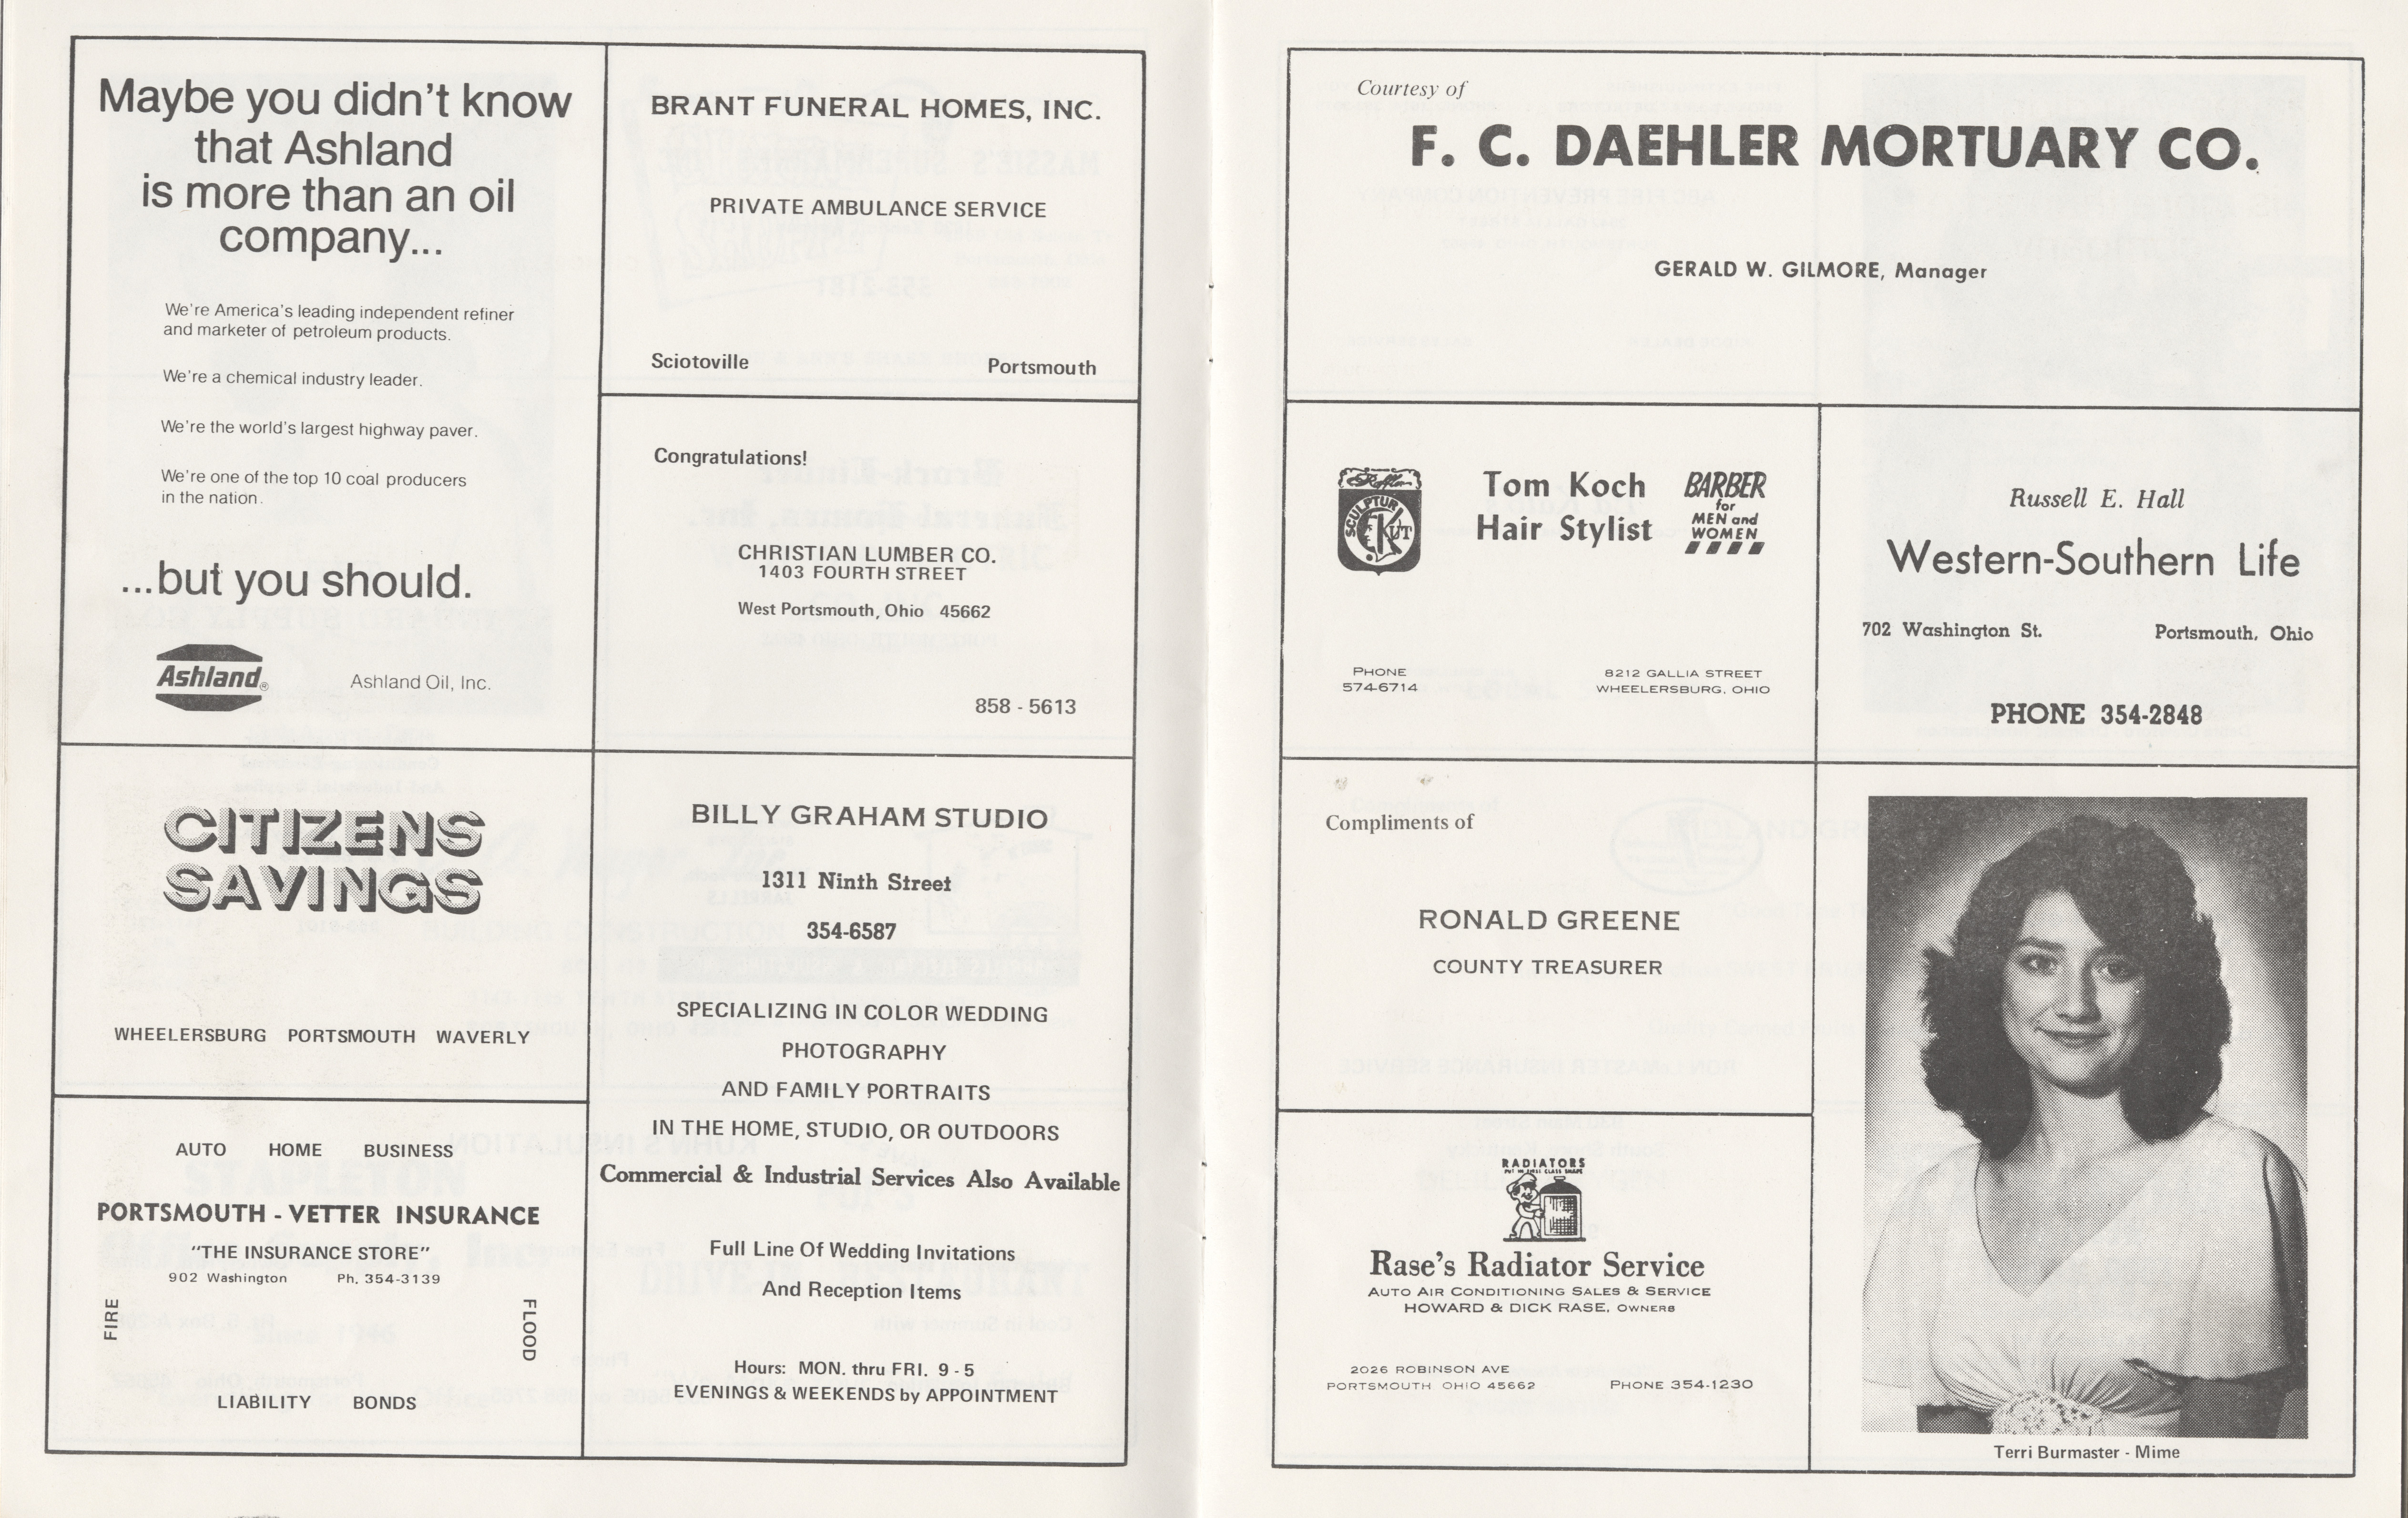 Maybe you didn't know
that Ashland
is more than an oil
company...
We're America's leading independent refiner
and marketer of petroleum products.
We're a chemical industry leader.
We're the world's largest highway paver.
We're one of the top 10 coal producers
in the nation.
...but you should.
Ashland®
Ashland Oil, Inc.
BRANT FUNERAL HOMES, INC.
PRIVATE AMBULANCE SERVICE
Sciotoville Portsmouth
Congratulations!
CHRISTIAN LUMBER CO.
1403 FOURTH STREET
West Portsmouth, Ohio 45662
858 - 5613
CITIZENS
SAVINGS
WHEELERSBURG PORTSMOUTH WAVERLY
AUTO HOME BUSINESS
PORTSMOUTH - VETTER INSURANCE
"THE INSURANCE STORE"
902 Washington Ph. 354-3139
FIRE
FLOOD
LIABILITY BONDS
BILLY GRAHAM STUDIO
1311 Ninth Street
354-6587
SPECIALIZING IN COLOR WEDDING
PHOTOGRAPHY
AND FAMILY PORTRAITS
IN THE HOME, STUDIO, OR OUTDOORS
Commercial & Industrial Services Also Available
Full Line Of Wedding Invitations
And Reception Items
Hours: MON. thru FRI. 9 - 5
EVENINGS & WEEKENDS by APPOINTMENT
Courtesy of
F. C. DAEHLER MORTUARY CO.
GERALD W. GILMORE, Manager
Roffler
SCULPTUR
KUT
Tom Koch
Hair Stylist
BARBER
for
MEN and
WOMEN
PHONE
574-6714
8212 GALLIA STREET
WHEELERSBURG, OHIO
Russell E. Hall
Western-Southern Life
702 Washington St. Portsmouth, Ohio
PHONE 354-2848
Compliments of
RONALD GREENE
COUNTY TREASURER
RADIATORS
PUT IN FIRST CLASS SHAPE
Rase's Radiator Service
AUTO AIR CONDITIONING SALES & SERVICE
HOWARD & DICK RASE, OWNERS
2026 ROBINSON AVE
PORTSMOUTH OHIO 45662
PHONE 354-1230
Terri Burmaster - Mime